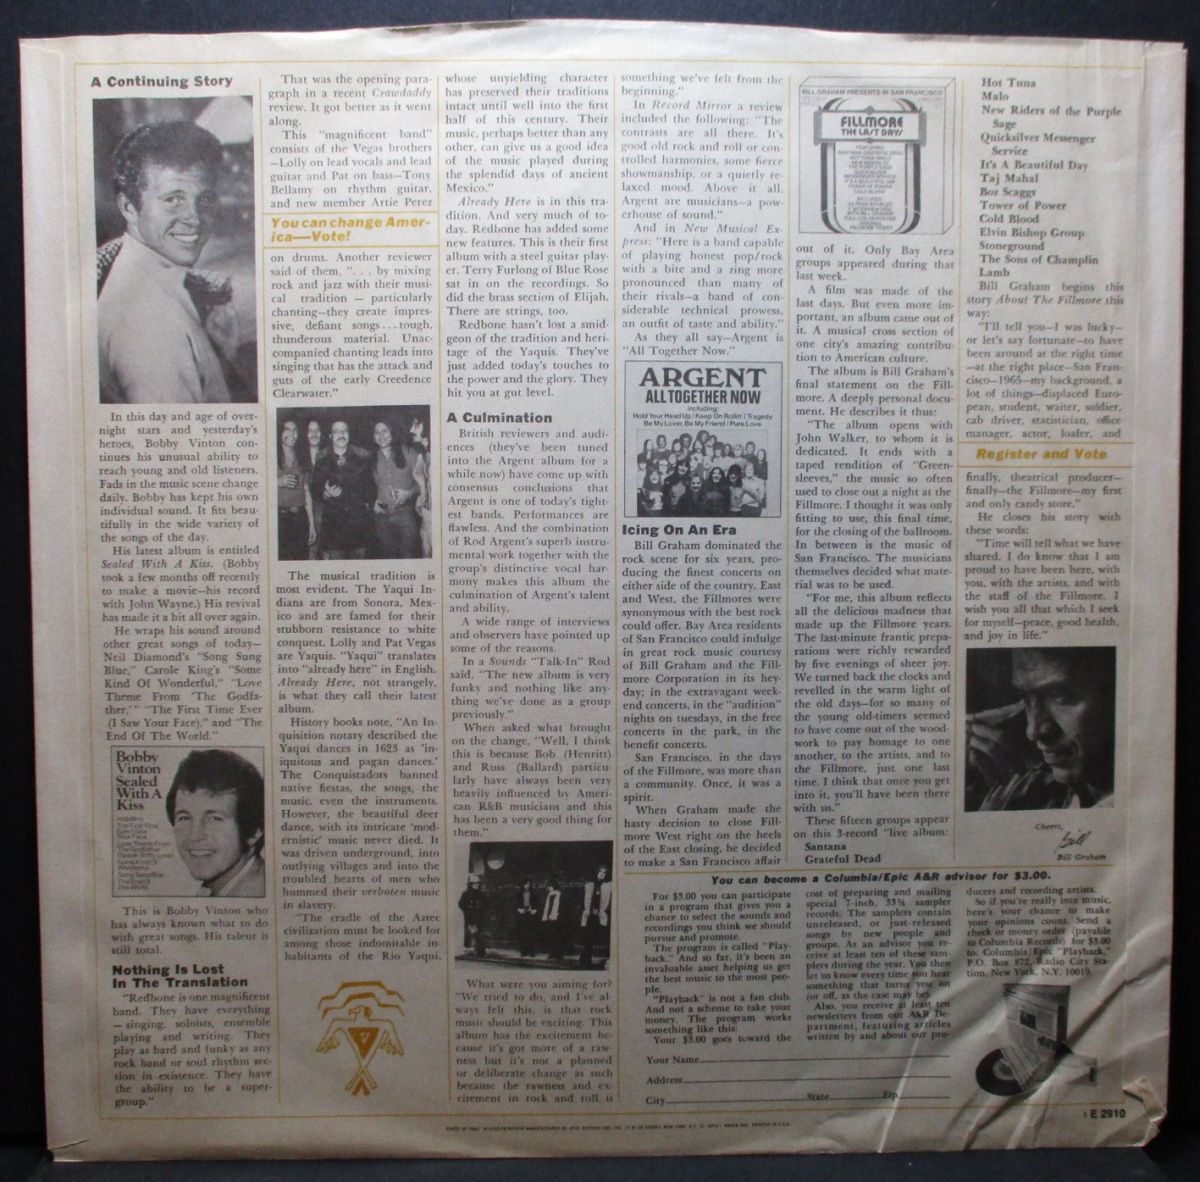 A Continuing Story
In this day and age of over-
night stars and yesterday's
heroes, Bobby Vinton con-
tinues his unusual ability to
reach young and old listeners.
Fads in the music scene change
daily. Bobby has kept his own
individual sound. It fits beau-
tifully in the wide variety of
the songs of the day.
His latest album is entitled
Sealed With A Kiss. (Bobby
took a few months off recently
to make a movie—his record
with John Wayne.) His revival
has made it a hit all over again.
He wraps his sound around
other great songs of today—
Neil Diamond's "Song Sung
Blue," Carole King's "Some
Kind Of Wonderful," "Love
Theme From 'The Godfa-
ther,'" "The First Time Ever
(I Saw Your Face)," and "The
End Of The World."
Bobby
Vinton
Sealed
With A
Kiss
including:
The First Time
Ever I Saw
Your Face
Love Theme From
The Godfather
(Speak Softly Love)
Some Kind Of
Wonderful
Song Sung Blue
The End Of
The World
This is Bobby Vinton who
has always known what to do
with great songs. His talent is
still total.
Nothing Is Lost
In The Translation
"Redbone is one magnificent
band. They have everything
—singing, soloists, ensemble
playing and writing. They
play as hard and funky as any
rock band or soul rhythm sec-
tion in existence. They have
the ability to be a super-
group."
That was the opening para-
graph in a recent Crawdaddy
review. It got better as it went
along.
This "magnificent band"
consists of the Vegas brothers
—Lolly on lead vocals and lead
guitar and Pat on bass—Tony
Bellamy on rhythm guitar,
and new member Artie Perez
You can change Amer-
ica—Vote!
on drums. Another reviewer
said of them, ". . . by mixing
rock and jazz with their musi-
cal tradition — particularly
chanting—they create impres-
sive, defiant songs . . . tough,
thunderous material. Unac-
companied chanting leads into
singing that has the attack and
guts of the early Creedence
Clearwater."
The musical tradition is
most evident. The Yaqui In-
dians are from Sonora, Mex-
ico and are famed for their
stubborn resistance to white
conquest. Lolly and Pat Vegas
are Yaquis. "Yaqui" translates
into "already here" in English.
Already Here, not strangely,
is what they call their latest
album.
History books note, "An In-
quisition notary described the
Yaqui dances in 1623 as 'in-
iquitous and pagan dances.'
The Conquistadors banned
native fiestas, the songs, the
music, even the instruments.
However, the beautiful deer
dance, with its intricate 'mod-
ernistic' music never died. It
was driven underground, into
outlying villages and into the
troubled hearts of men who
hummed their verboten music
in slavery.
"The cradle of the Aztec
civilization must be looked for
among those indomitable in-
habitants of the Rio Yaqui,
whose unyielding character
has preserved their traditions
intact until well into the first
half of this century. Their
music, perhaps better than any
other, can give us a good idea
of the music played during
the splendid days of ancient
Mexico."
Already Here is in this tra-
dition. And very much of to-
day. Redbone has added some
new features. This is their first
album with a steel guitar play-
er. Terry Furlong of Blue Rose
sat in on the recordings. So
did the brass section of Elijah.
There are strings, too.
Redbone hasn't lost a smid-
geon of the tradition and heri-
tage of the Yaquis. They've
just added today's touches to
the power and the glory. They
hit you at gut level.
A Culmination
British reviewers and audi-
ences (they've been tuned
into the Argent album for a
while now) have come up with
consensus conclusions that
Argent is one of today's tight-
est bands. Performances are
flawless. And the combination
of Rod Argent's superb instru-
mental work together with the
group's distinctive vocal har-
mony makes this album the
culmination of Argent's talent
and ability.
A wide range of interviews
and observers have pointed up
some of the reasons.
In a Sounds "Talk-In" Rod
said, "The new album is very
funky and nothing like any-
thing we've done as a group
previously."
When asked what brought
on the change, "Well, I think
this is because Bob (Henrit)
and Russ (Ballard) particu-
larly have always been very
heavily influenced by Ameri-
can R&B musicians and this
has been a very good thing for
them."
What were you aiming for?
"We tried to do, and I've al-
ways felt this, is that rock
music should be exciting. This
album has the excitement be-
cause it's got more of a raw-
ness but it's not a planned
or deliberate change as such
because the rawness and ex-
citement in rock and roll is
something we've felt from the
beginning."
In Record Mirror a review
included the following: "The
contrasts are all there. It's
good old rock and roll or con-
trolled harmonies, some fierce
showmanship, or a quietly re-
laxed mood. Above it all,
Argent are musicians—a pow-
erhouse of sound."
And in New Musical Ex-
press: "Here is a band capable
of playing honest pop/rock
with a bite and a zing more
pronounced than many of
their rivals—a band of con-
siderable technical prowess,
an outfit of taste and ability."
As they all say—Argent is
"All Together Now."
ARGENT
ALL TOGETHER NOW
including:
Hold Your Head Up / Keep On Rollin' / Tragedy
Be My Lover, Be My Friend / Pure Love
Icing On An Era
Bill Graham dominated the
rock scene for six years, pro-
ducing the finest concerts on
either side of the country. East
and West, the Fillmores were
synonymous with the best rock
could offer. Bay Area residents
of San Francisco could indulge
in great rock music courtesy
of Bill Graham and the Fill-
more Corporation in its hey-
day; in the extravagant week-
end concerts, in the "audition"
nights on tuesdays, in the free
concerts in the park, in the
benefit concerts.
San Francisco, in the days
of the Fillmore, was more than
a community. Once, it was a
spirit.
When Graham made the
hasty decision to close Fill-
more West right on the heels
of the East closing, he decided
to make a San Francisco affair
BILL GRAHAM PRESENTS IN SAN FRANCISCO
FILLMORE
THE LAST DAYS
out of it. Only Bay Area
groups appeared during that
last week.
A film was made of the
last days. But even more im-
portant, an album came out of
it. A musical cross section of
one city's amazing contribu-
tion to American culture.
The album is Bill Graham's
final statement on the Fill-
more. A deeply personal docu-
ment. He describes it thus:
"The album opens with
John Walker, to whom it is
dedicated. It ends with a
taped rendition of "Green-
sleeves," the music so often
used to close out a night at the
Fillmore. I thought it was only
fitting to use, this final time,
for the closing of the ballroom.
In between is the music of
San Francisco. The musicians
themselves decided what mate-
rial was to be used.
"For me, this album reflects
all the delicious madness that
made up the Fillmore years.
The last-minute frantic prepa-
rations were richly rewarded
by five evenings of sheer joy.
We turned back the clocks and
revelled in the warm light of
the old days—for so many of
the young old-timers seemed
to have come out of the wood-
work to pay homage to one
another, to the artists, and to
the Fillmore, just one last
time. I think that once you get
into it, you'll have been there
with us."
These fifteen groups appear
on this 3-record "live album:
Santana
Grateful Dead
Hot Tuna
Malo
New Riders of the Purple
Sage
Quicksilver Messenger
Service
It's A Beautiful Day
Taj Mahal
Boz Scaggs
Tower of Power
Cold Blood
Elvin Bishop Group
Stoneground
The Sons of Champlin
Lamb
Bill Graham begins this
story About The Fillmore this
way:
"I'll tell you—I was lucky—
or let's say fortunate—to have
been around at the right time
—at the right place—San Fran-
cisco—1965—my background, a
lot of things—displaced Euro-
pean, student, waiter, soldier,
cab driver, statistician, office
manager, actor, loafer, and
Register and Vote
finally, theatrical producer—
finally—the Fillmore—my first
and only candy store."
He closes his story with
these words:
"Time will tell what we have
shared. I do know that I am
proud to have been here, with
you, with the artists, and with
the staff of the Fillmore. I
wish you all that which I seek
for myself—peace, good health,
and joy in life."
Cheers,
Bill
Bill Graham
You can become a Columbia/Epic A&R advisor for $3.00.
For $3.00 you can participate
in a program that gives you a
chance to select the sounds and
recordings you think we should
pursue and promote.
The program is called "Play-
back." And so far, it's been an
invaluable asset helping us get
the best music to the most peo-
ple.
"Playback" is not a fan club.
And not a scheme to take your
money. The program works
something like this:
Your $3.00 goes toward the
cost of preparing and mailing
special 7-inch, 33⅓ sampler
records. The samplers contain
unreleased, or just-released
songs by new people and
groups. As an advisor you re-
ceive at least ten of these sam-
plers during the year. You then
let us know every time you hear
something that turns you on
(or off, as the case may be).
Also, you receive at least ten
newsletters from our A&R De-
partment, featuring articles
written by and about our pro-
ducers and recording artists.
So if you're really into music,
here's your chance to make
your opinions count. Send a
check or money order (payable
to Columbia Records) for $3.00
to: Columbia/Epic "Playback,"
P.O. Box 872, Radio City Sta-
tion, New York, N.Y. 10019.
Your Name
Address
City State Zip
E 2910